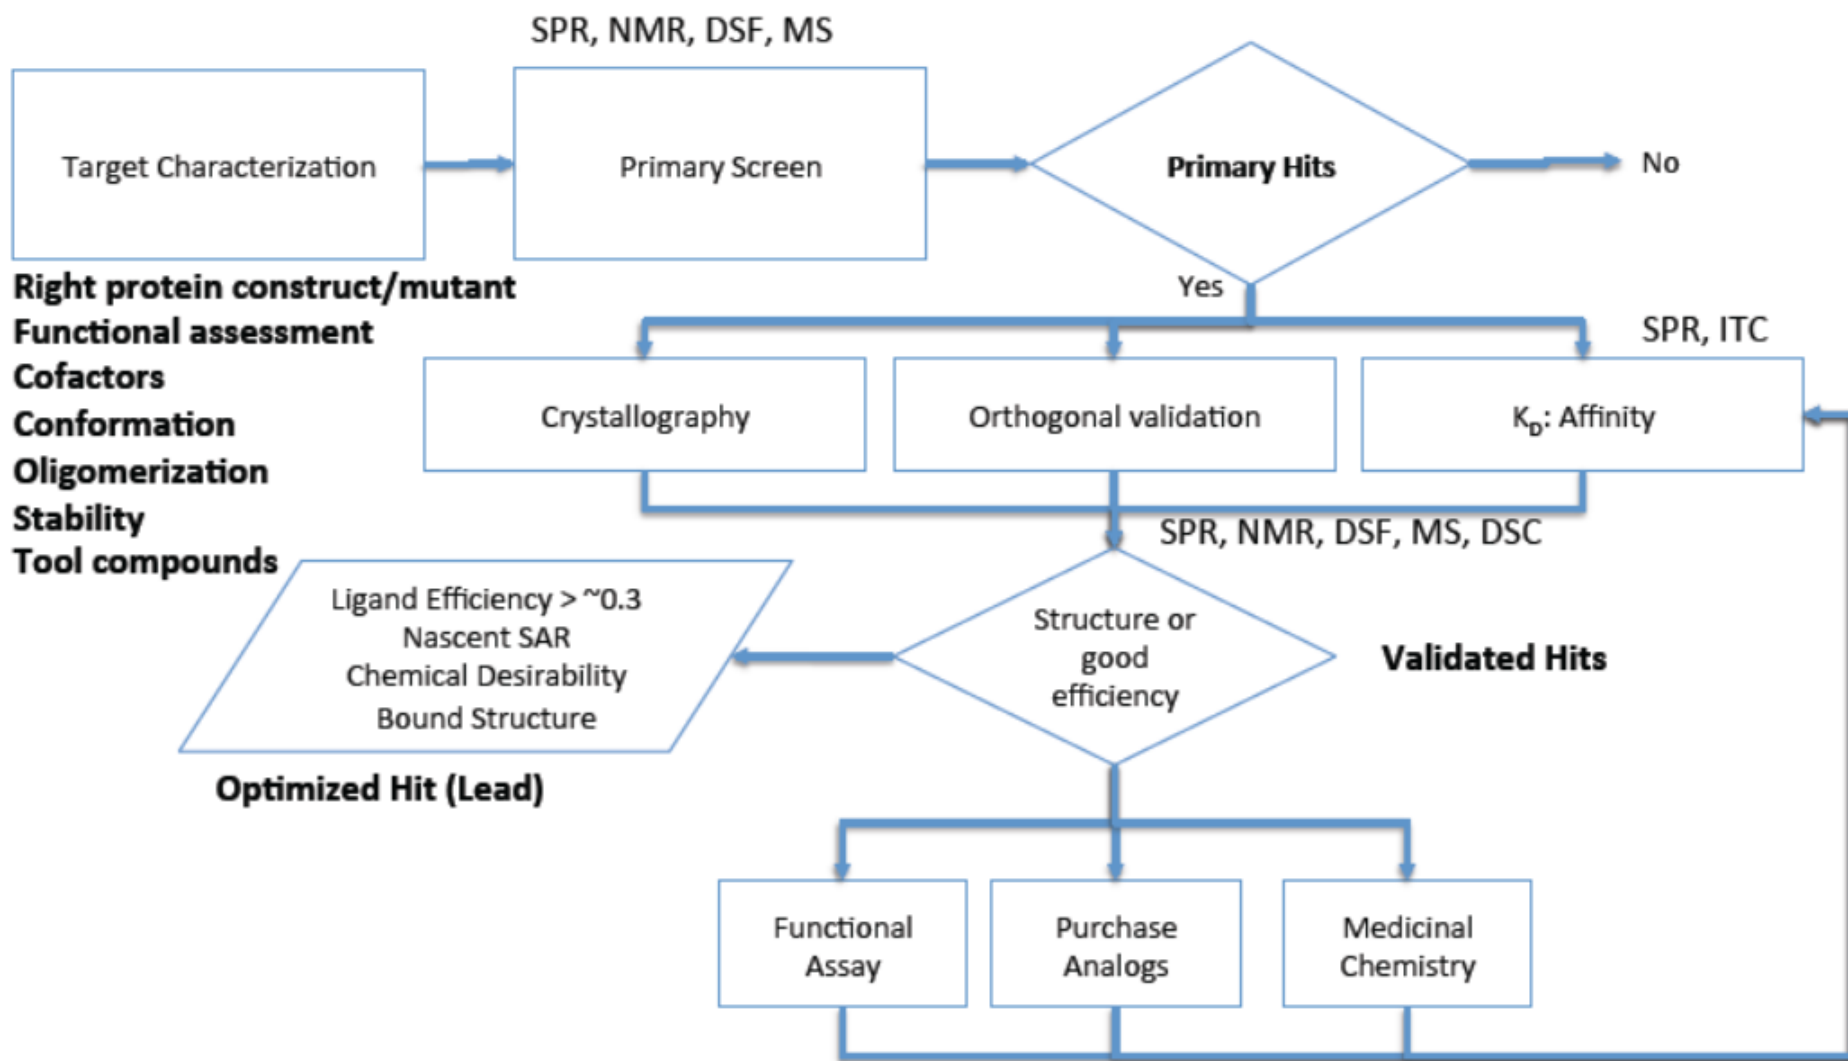 SPR, NMR, DSF, MS
Target Characterization
Primary Screen
Primary Hits
No
Right protein construct/mutant
Functional assessment
Cofactors
Conformation
Oligomerization
Stability
Tool compounds
Yes
SPR, ITC
Crystallography
Orthogonal validation
K_D: Affinity
SPR, NMR, DSF, MS, DSC
Ligand Efficiency > ~0.3
Nascent SAR
Chemical Desirability
Bound Structure
Optimized Hit (Lead)
Structure or
good
efficiency
Validated Hits
Functional
Assay
Purchase
Analogs
Medicinal
Chemistry